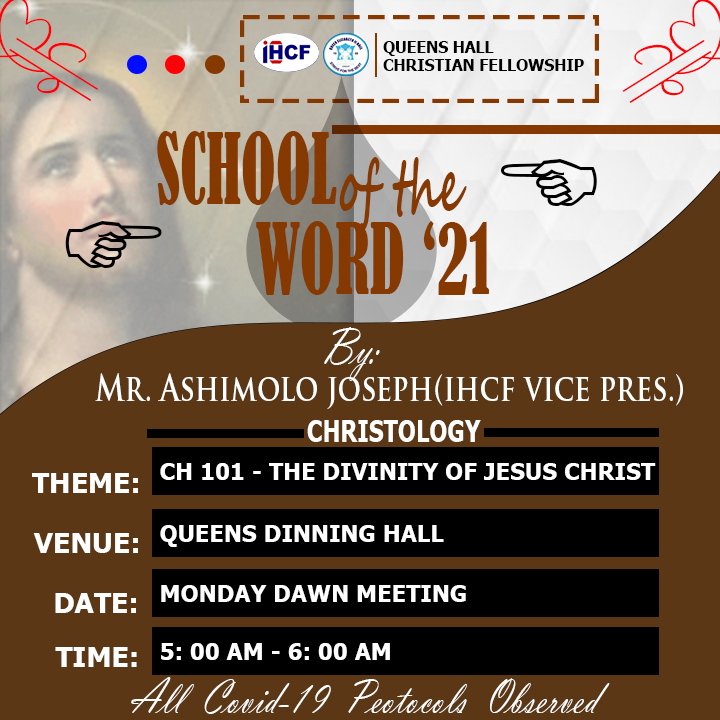 iHCF
QUEENS HALL
CHRISTIAN FELLOWSHIP
SCHOOL of the
WORD ‘21
By:
MR. ASHIMOLO JOSEPH(IHCF VICE PRES.)
CHRISTOLOGY
THEME: CH 101 - THE DIVINITY OF JESUS CHRIST
VENUE: QUEENS DINNING HALL
DATE: MONDAY DAWN MEETING
TIME: 5: 00 AM - 6: 00 AM
All Covid-19 Peotocols Observed